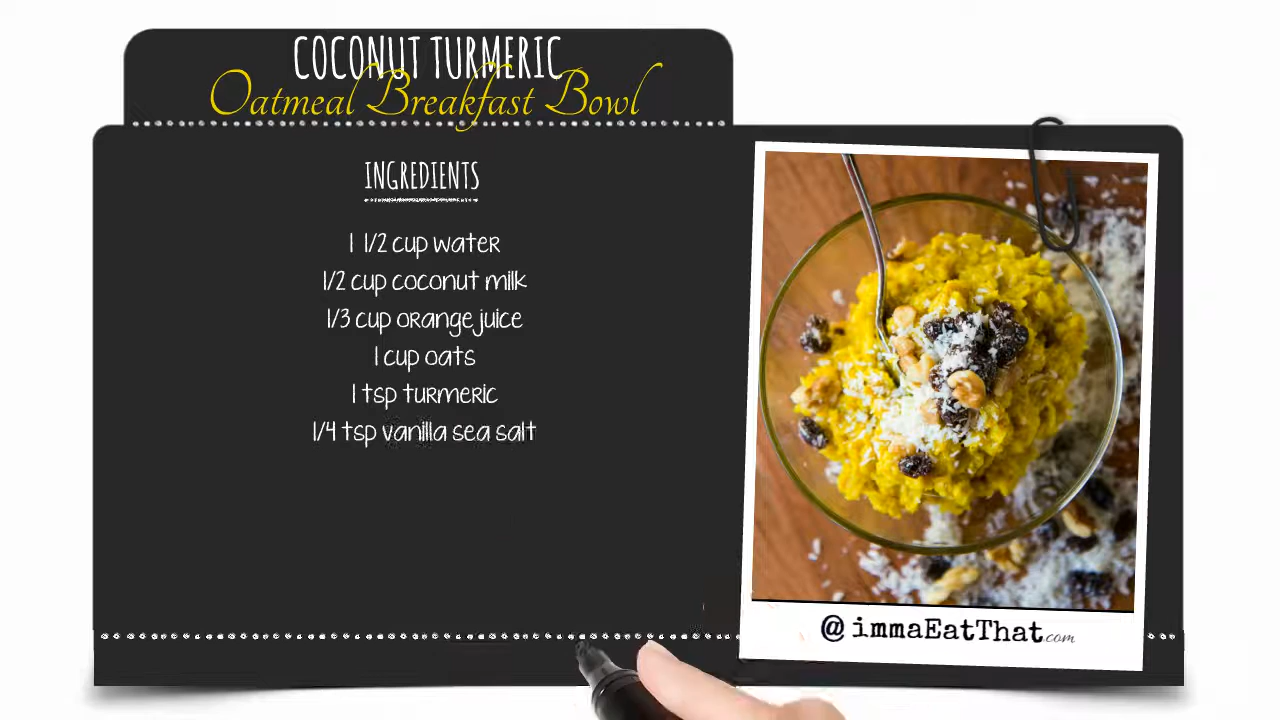 COCONUT TURMERIC
Oatmeal Breakfast Bowl
INGREDIENTS
1 1/2 cup water
1/2 cup coconut milk
1/3 cup orange juice
1 cup oats
1 tsp turmeric
1/4 tsp vanilla sea salt
@immaEatThat.com